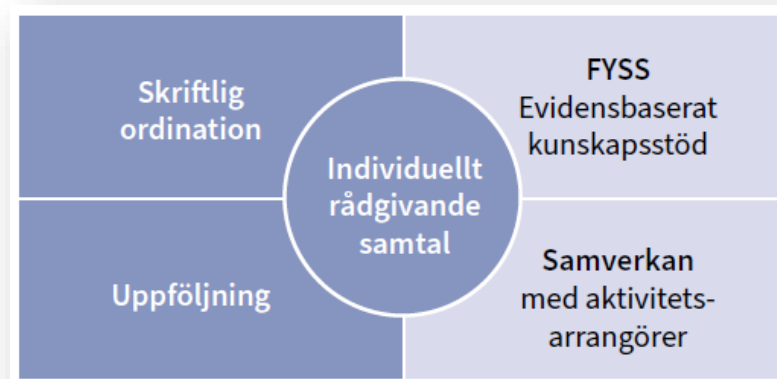 Skriftlig
ordination
FYSS
Evidensbaserat
kunskapsstöd
Individuellt
rådgivande
samtal
Uppföljning
Samverkan
med aktivitets-
arrangörer